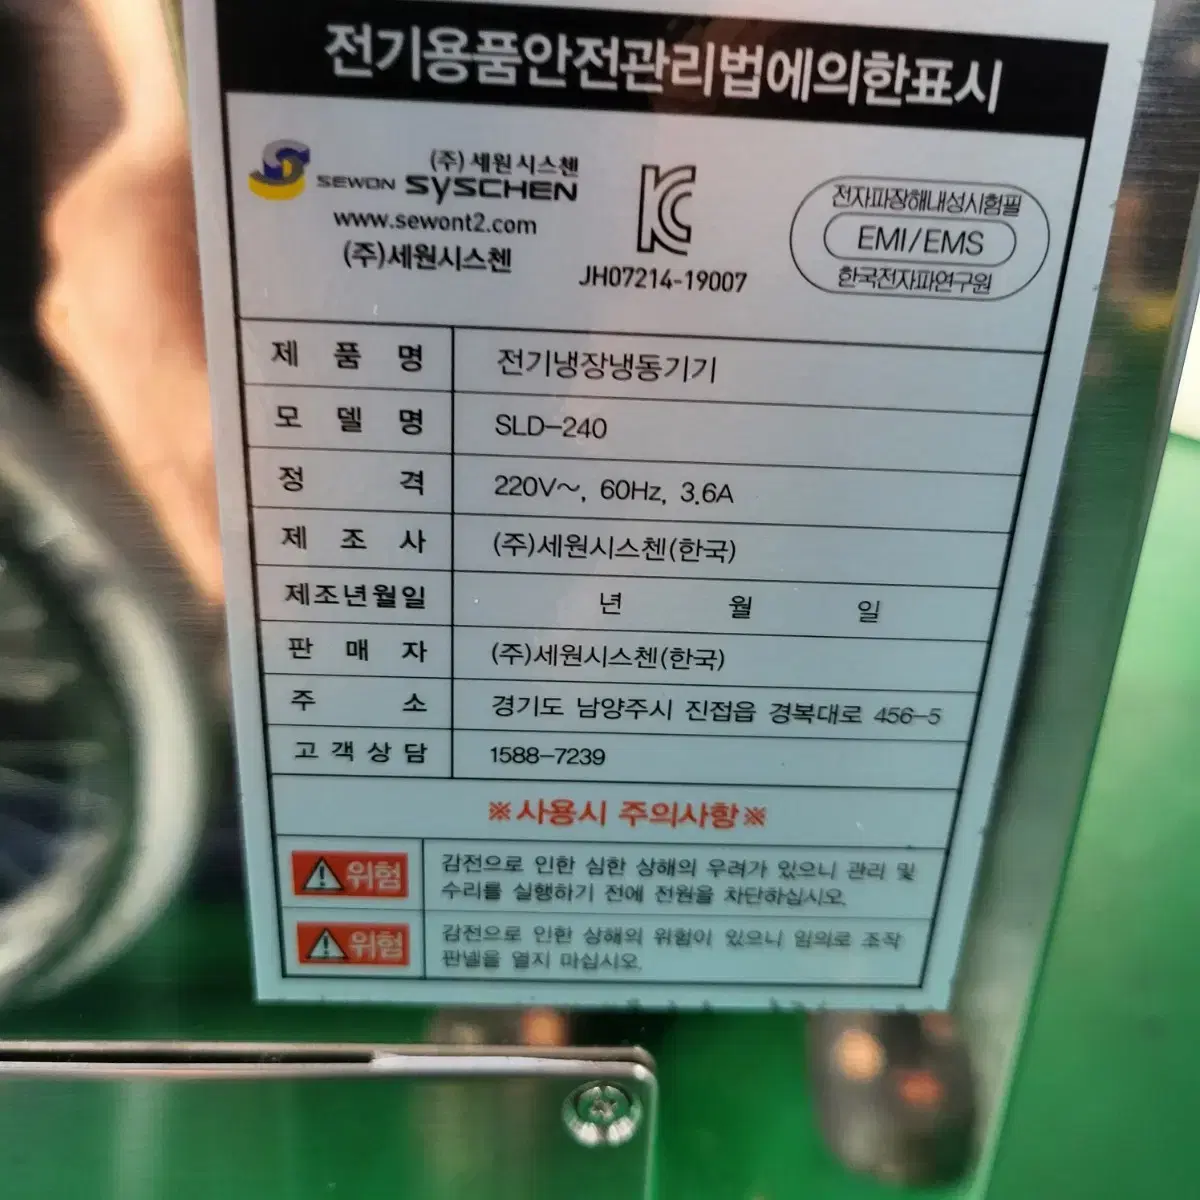 전기용품안전관리법에의한표시
(주)세원시스첸
SEWON SYSCHEN
www.sewont2.com
(주)세원시스첸
KC
JH07214-19007
전자파장해내성시험필
EMI/EMS
한국전자파연구원
제 품 명 전기냉장냉동기기
모 델 명 SLD-240
정 격 220V~, 60Hz, 3.6A
제 조 사 (주)세원시스첸(한국)
제조년월일 년 월 일
판 매 자 (주)세원시스첸(한국)
주 소 경기도 남양주시 진접읍 경복대로 456-5
고객상담 1588-7239
※사용시 주의사항※
위험
감전으로 인한 심한 상해의 우려가 있으니 관리 및
수리를 실행하기 전에 전원을 차단하십시오.
위험
감전으로 인한 상해의 위험이 있으니 임의로 조작
판넬을 열지 마십시오.